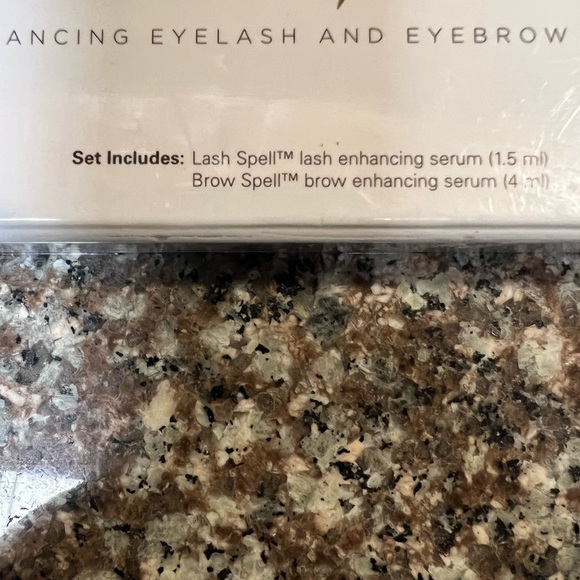 ANCING EYELASH AND EYEBROW
Set Includes: Lash Spell™ lash enhancing serum (1.5 ml)
Brow Spell™ brow enhancing serum (4 ml)